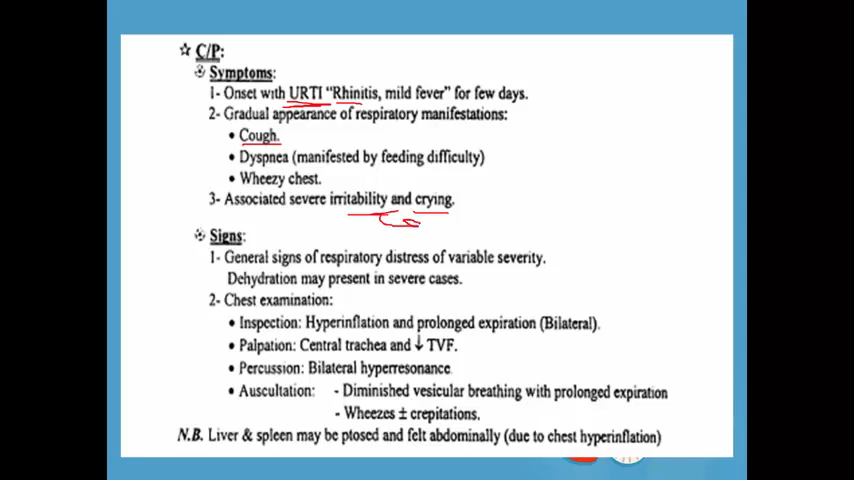 ☆ C/P:
Symptoms:
1- Onset with URTI “Rhinitis, mild fever” for few days.
2- Gradual appearance of respiratory manifestations:
• Cough.
• Dyspnea (manifested by feeding difficulty)
• Wheezy chest.
3- Associated severe irritability and crying.
Signs:
1- General signs of respiratory distress of variable severity.
Dehydration may present in severe cases.
2- Chest examination:
• Inspection: Hyperinflation and prolonged expiration (Bilateral).
• Palpation: Central trachea and ↓ TVF.
• Percussion: Bilateral hyperresonance.
• Auscultation: - Diminished vesicular breathing with prolonged expiration
- Wheezes ± crepitations.
N.B. Liver & spleen may be ptosed and felt abdominally (due to chest hyperinflation)